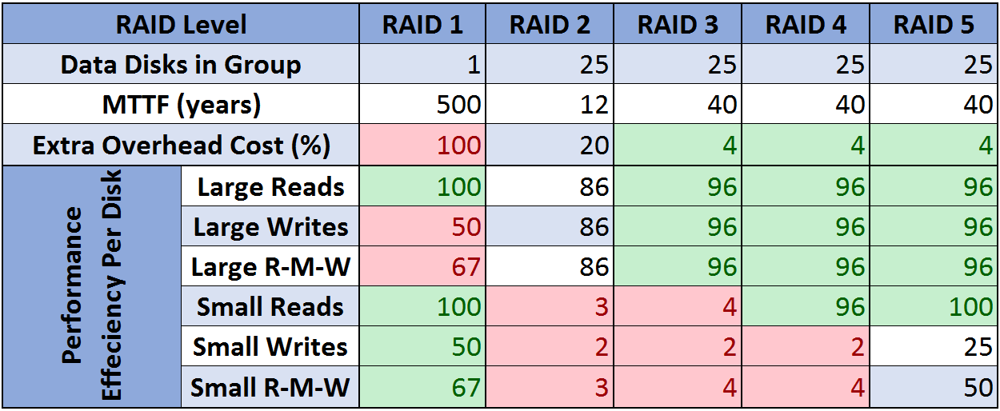 RAID Level RAID 1 RAID 2 RAID 3 RAID 4 RAID 5
Data Disks in Group 1 25 25 25 25
MTTF (years) 500 12 40 40 40
Extra Overhead Cost (%) 100 20 4 4 4
Performance
Effeciency Per Disk
Large Reads 100 86 96 96 96
Large Writes 50 86 96 96 96
Large R-M-W 67 86 96 96 96
Small Reads 100 3 4 96 100
Small Writes 50 2 2 2 25
Small R-M-W 67 3 4 4 50